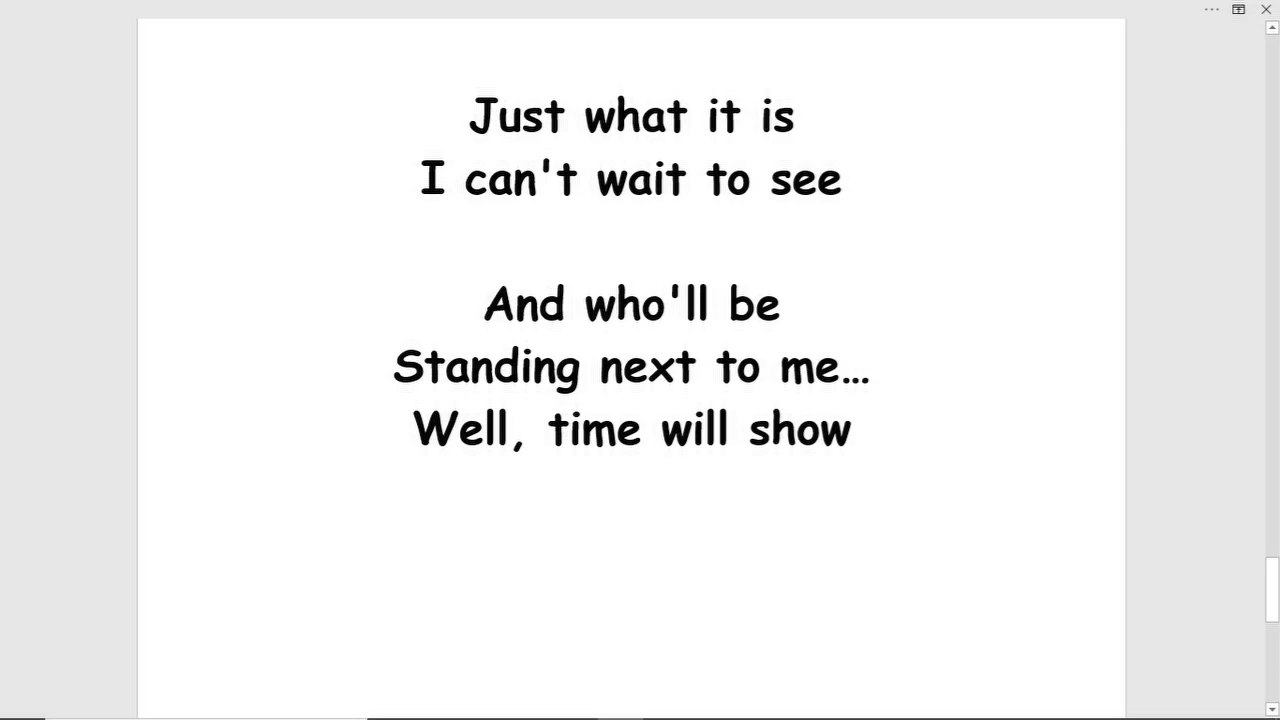 Just what it is
I can't wait to see
And who'll be
Standing next to me...
Well, time will show